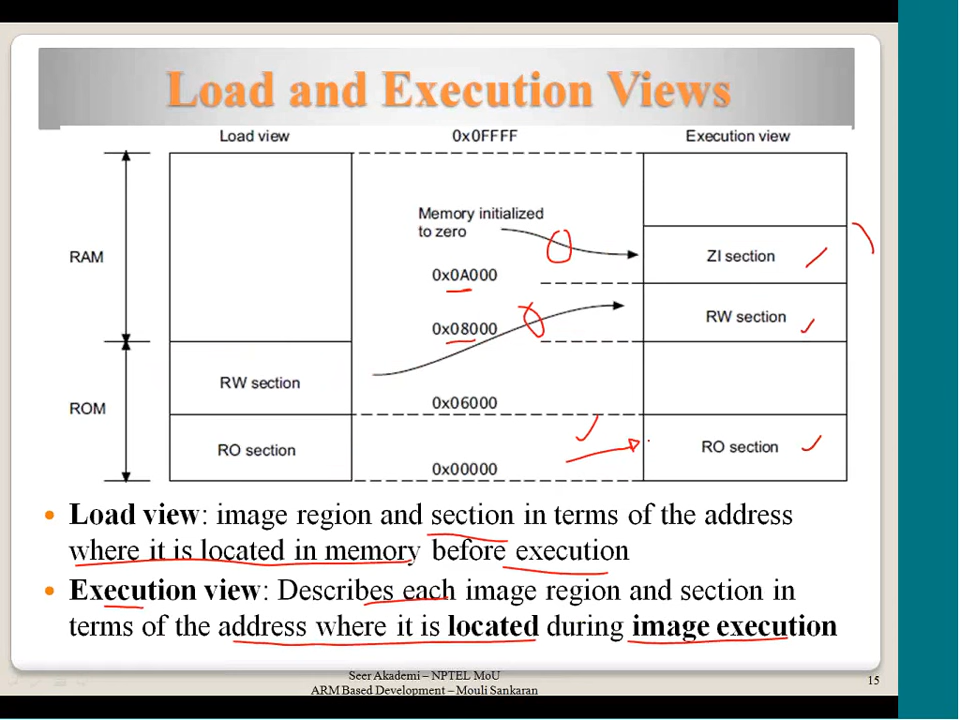 Load and Execution Views
Load view
0x0FFFF
Execution view
Memory initialized
to zero
RAM
ZI section
0x0A000
RW section
0x08000
RW section
ROM
0x06000
RO section
RO section
0x00000
• Load view: image region and section in terms of the address
where it is located in memory before execution
• Execution view: Describes each image region and section in
terms of the address where it is located during image execution
Seer Akademi – NPTEL MoU
ARM Based Development – Mouli Sankaran
15